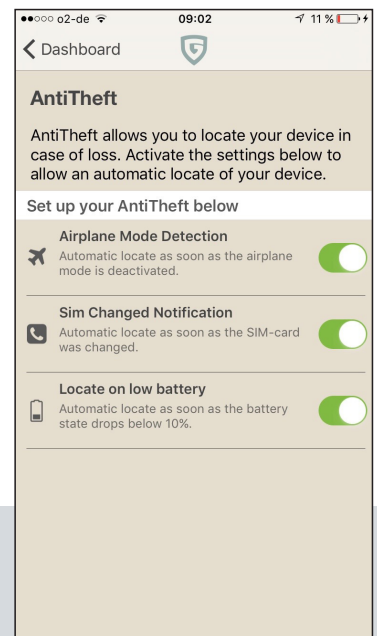 o2-de 09:02 11 %
Dashboard
AntiTheft
AntiTheft allows you to locate your device in
case of loss. Activate the settings below to
allow an automatic locate of your device.
Set up your AntiTheft below
Airplane Mode Detection
Automatic locate as soon as the airplane
mode is deactivated.
Sim Changed Notification
Automatic locate as soon as the SIM-card
was changed.
Locate on low battery
Automatic locate as soon as the battery
state drops below 10%.